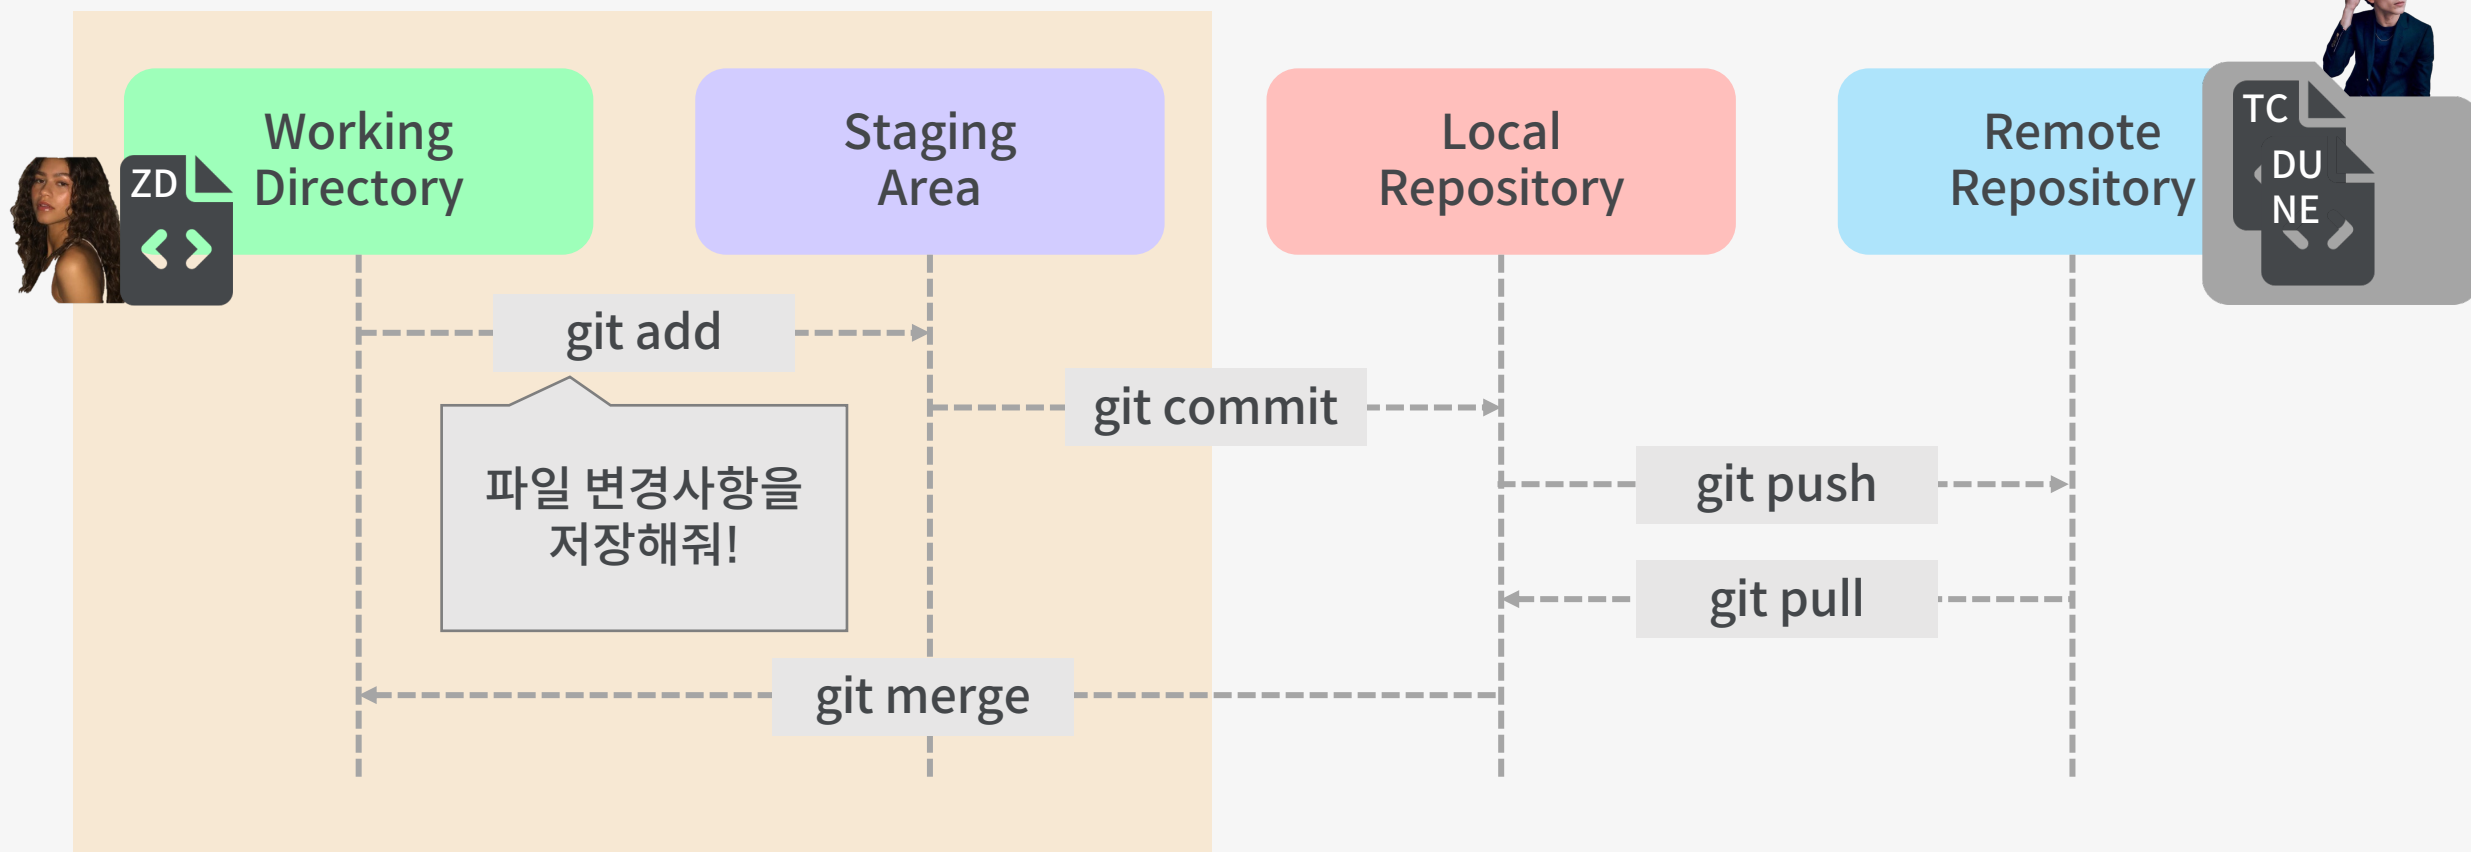 Working
Directory
Staging
Area
Local
Repository
Remote
Repository
ZD
TC
DU
NE
git add
git commit
파일 변경사항을
저장해줘!
git push
git pull
git merge